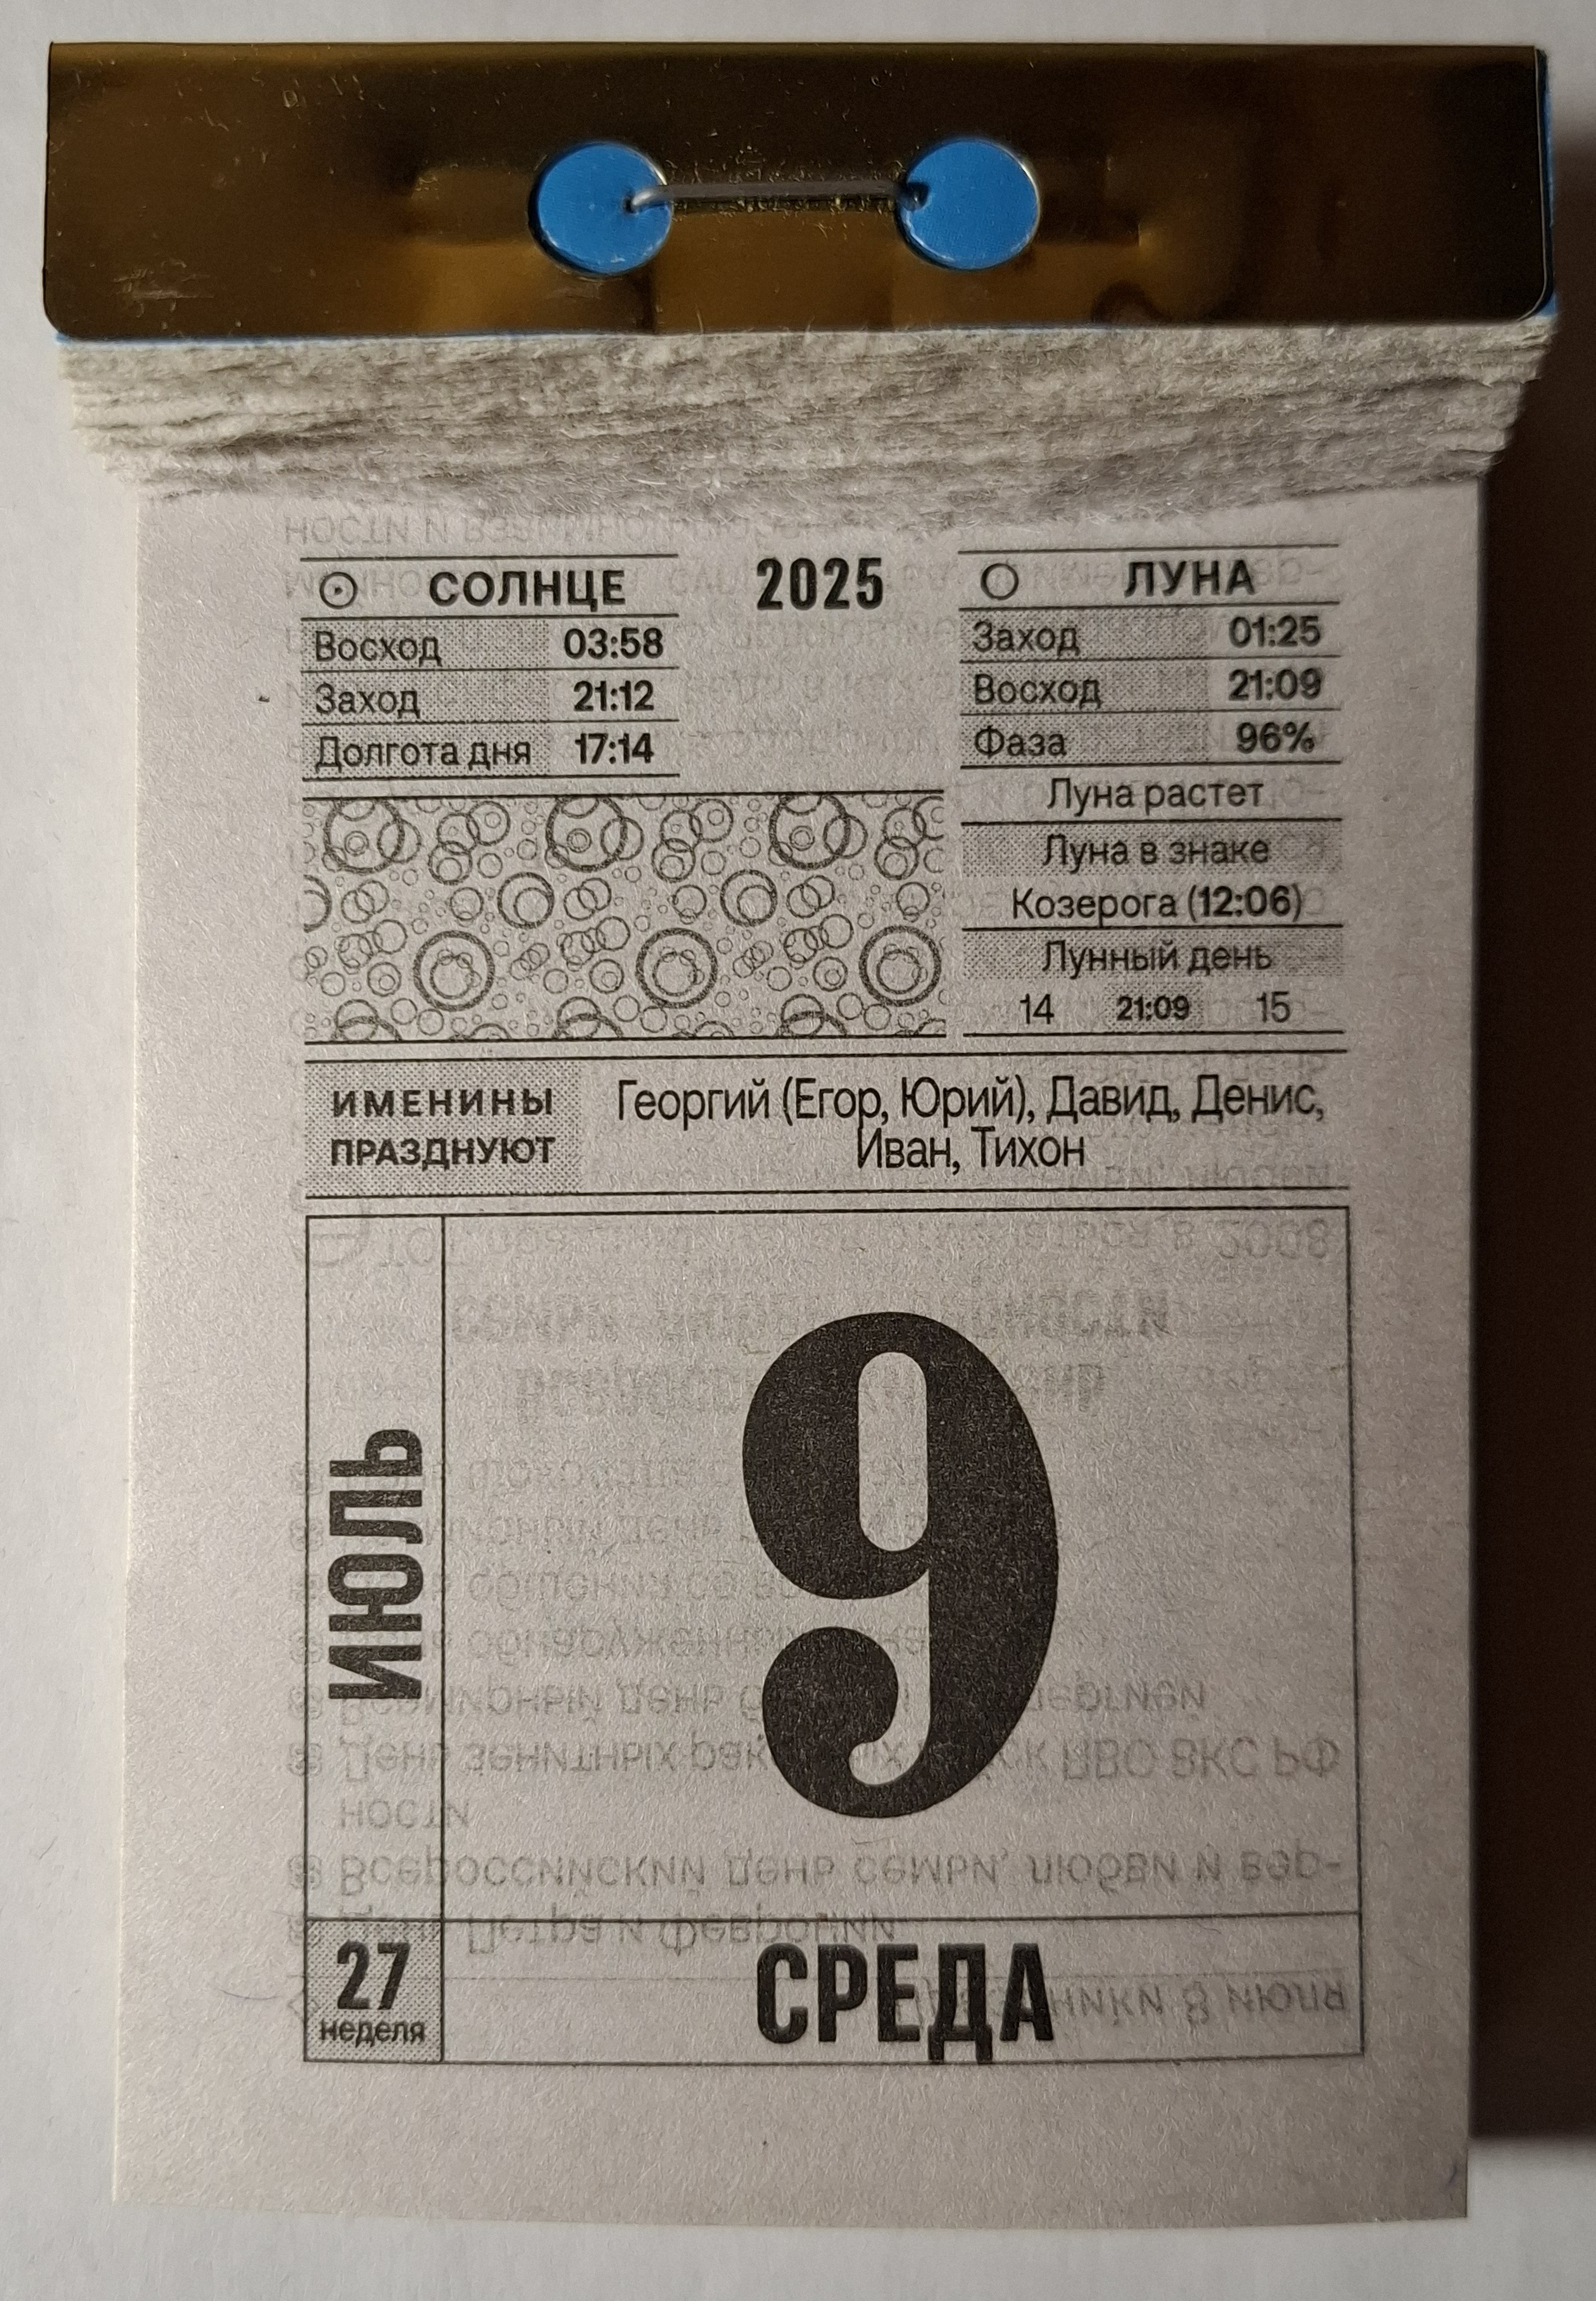 СОЛНЦЕ
Восход 03:58
Заход 21:12
Долгота дня 17:14
2025
ЛУНА
Заход 01:25
Восход 21:09
Фаза 96%
Луна растет
Луна в знаке
Козерога (12:06)
Лунный день
14 21:09 15
ИМЕНИНЫ
ПРАЗДНУЮТ
Георгий (Егор, Юрий), Давид, Денис,
Иван, Тихон
ИЮЛЬ
9
27
неделя
СРЕДА